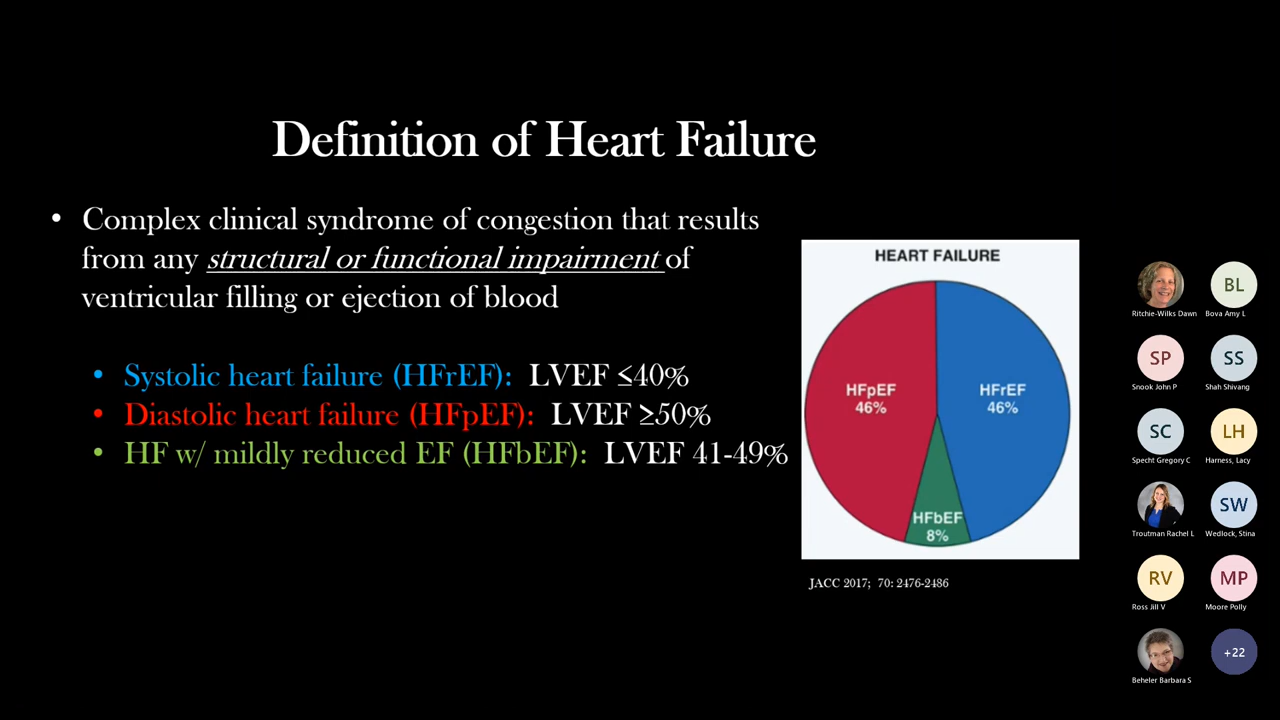 Definition of Heart Failure
• Complex clinical syndrome of congestion that results
from any structural or functional impairment of
ventricular filling or ejection of blood
• Systolic heart failure (HFrEF): LVEF ≤40%
• Diastolic heart failure (HFpEF): LVEF ≥50%
• HF w/ mildly reduced EF (HFbEF): LVEF 41-49%
HEART FAILURE
HFpEF
46%
HFrEF
46%
HFbEF
8%
JACC 2017; 70: 2476-2486
Ritchie-Wilks Dawn
BL
Bova Amy L
SP
Snook John P
SS
Shah Shivang
SC
Specht Gregory C
LH
Harness, Lacy
Troutman Rachel L
SW
Wedlock, Stina
RV
Ross Jill V
MP
Moore Polly
Beheler Barbara S
+22